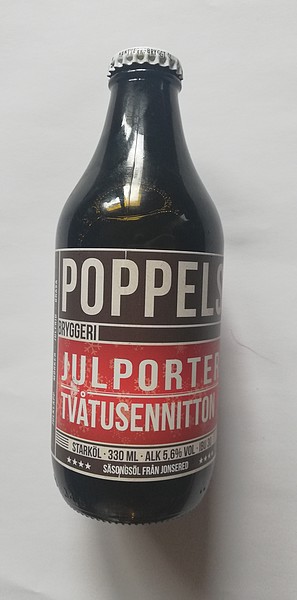 POPPELS
BRYGGERI
JULPORTER
TVÅTUSENNITTON
STARKÖL · 330 ML · ALK 5,6% VOL
SÄSONGSÖL FRÅN JONSERED